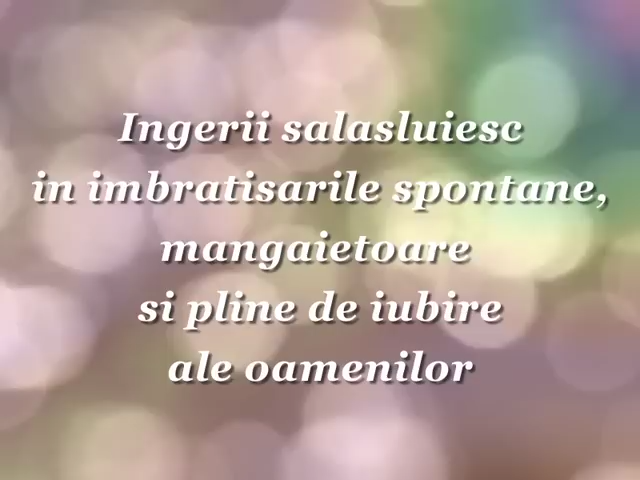 Ingerii salasluiesc
in imbratisarile spontane,
mangaietoare
si pline de iubire
ale oamenilor